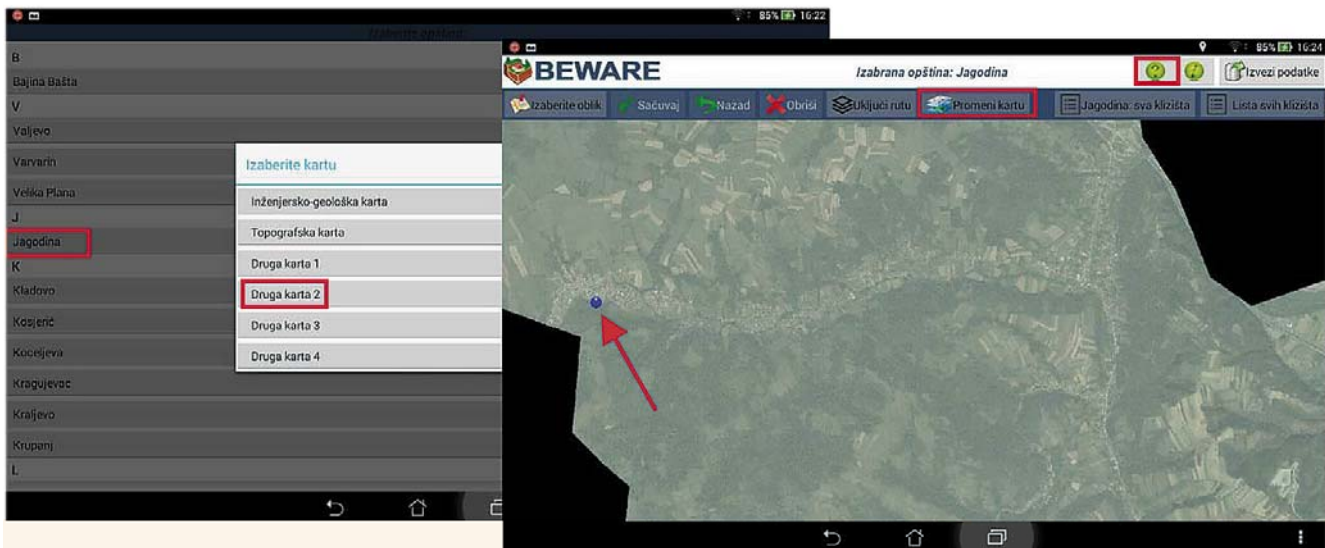 85% 16:22
Izaberite opštinu:
B
Bajina Bašta
V
Valjevo
Varvarin
Velika Plana
J
Jagodina
K
Kladovo
Kosjerić
Koceljeva
Kragujevac
Kraljevo
Krupanj
L
Izaberite kartu
Inženjersko-geološka karta
Topografska karta
Druga karta 1
Druga karta 2
Druga karta 3
Druga karta 4
85% 16:24
BEWARE
Izabrana opština: Jagodina
Izvezi podatke
Izaberite oblik Sačuvaj Nazad Obriši Uključi rutu Promeni kartu Jagodina: sva klizišta Lista svih klizišta